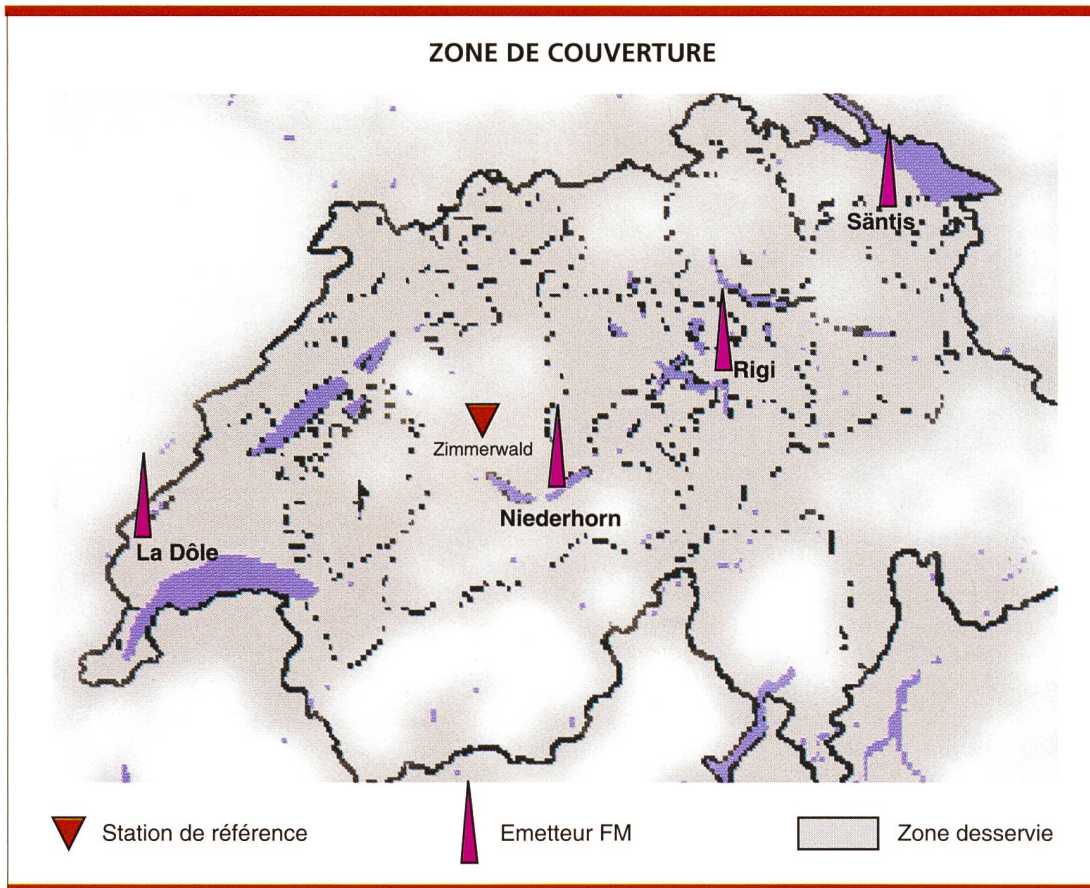 ZONE DE COUVERTURE
Säntis
Rigi
Zimmerwald
Niederhorn
La Dôle
Station de référence
Emetteur FM
Zone desservie